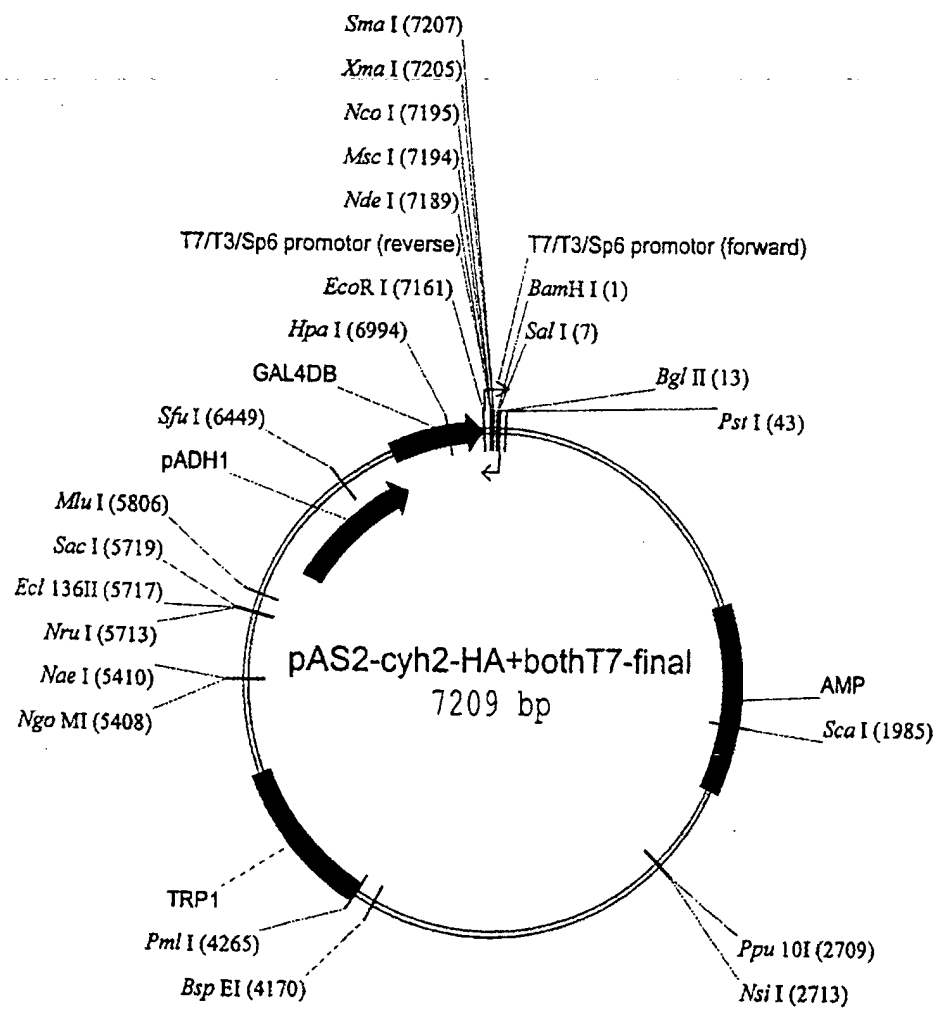 Sma I (7207)
Xma I (7205)
Nco I (7195)
Msc I (7194)
Nde I (7189)
T7/T3/Sp6 promotor (reverse)
T7/T3/Sp6 promotor (forward)
EcoR I (7161)
BamH I (1)
Hpa I (6994)
Sal I (7)
GAL4DB
Bgl II (13)
Sfu I (6449)
Pst I (43)
pADH1
Mlu I (5806)
Sac I (5719)
Ecl 136II (5717)
Nru I (5713)
Nae I (5410)
Ngo MI (5408)
pAS2-cyh2-HA+bothT7-final
7209 bp
AMP
Sca I (1985)
TRP1
Pml I (4265)
Bsp EI (4170)
Ppu 10I (2709)
Nsi I (2713)